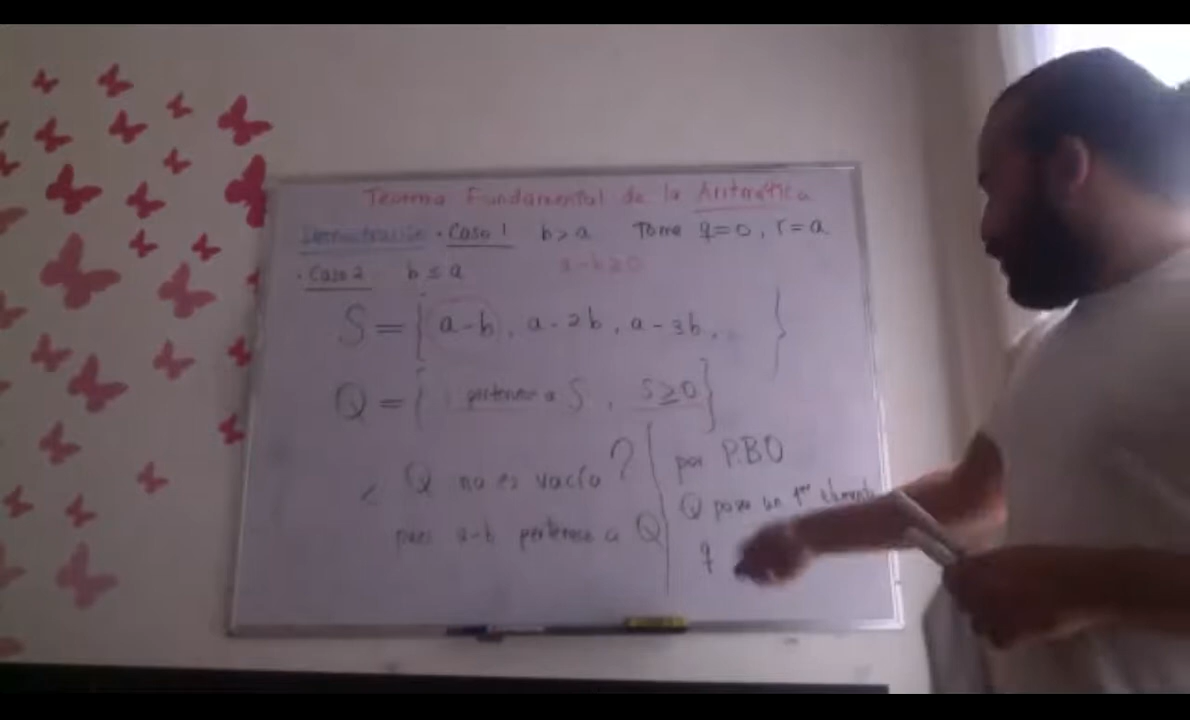 Teorema Fundamental de la Aritmética
Demostración • Caso 1 b>a Tome q=0, r=a
• Caso 2 b≤a a-b≥0
S={a-b, a-2b, a-3b, }
Q={ : pertenece a S, S≥0}
¿ Q no es vacío?
pues a-b pertenece a Q
por P.B.O
Q posee un 1er elemento
q